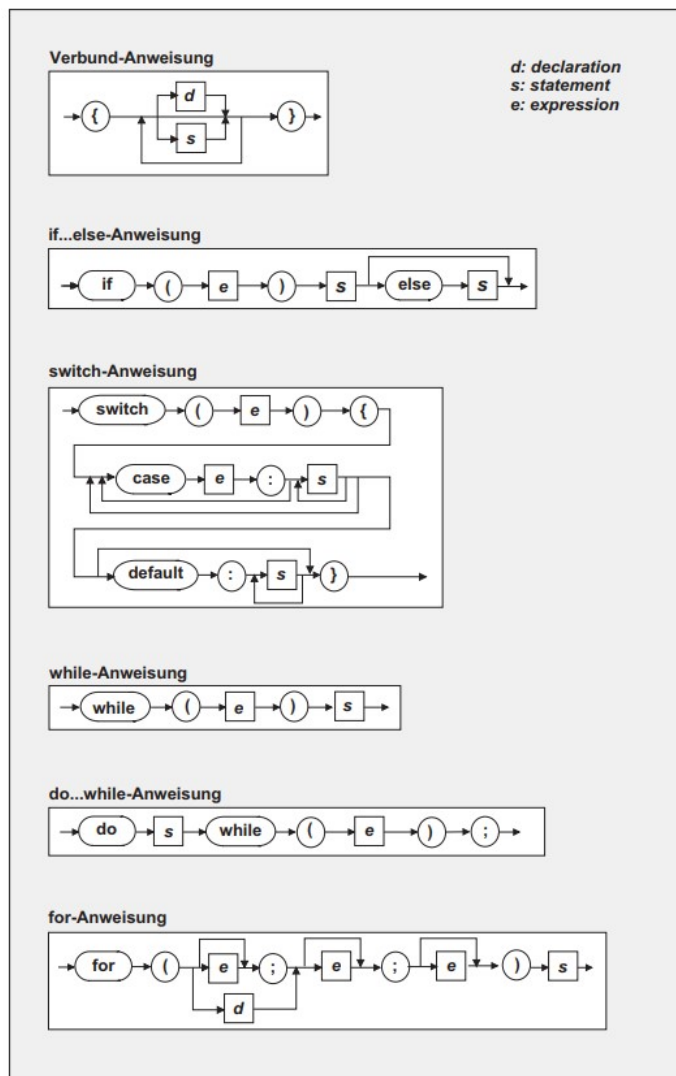 Verbund-Anweisung
d: declaration
s: statement
e: expression
{ d s }
if...else-Anweisung
if ( e ) s else s
switch-Anweisung
switch ( e ) {
case e : s
default : s }
while-Anweisung
while ( e ) s
do...while-Anweisung
do s while ( e ) ;
for-Anweisung
for ( e ; e ; e ) s
d